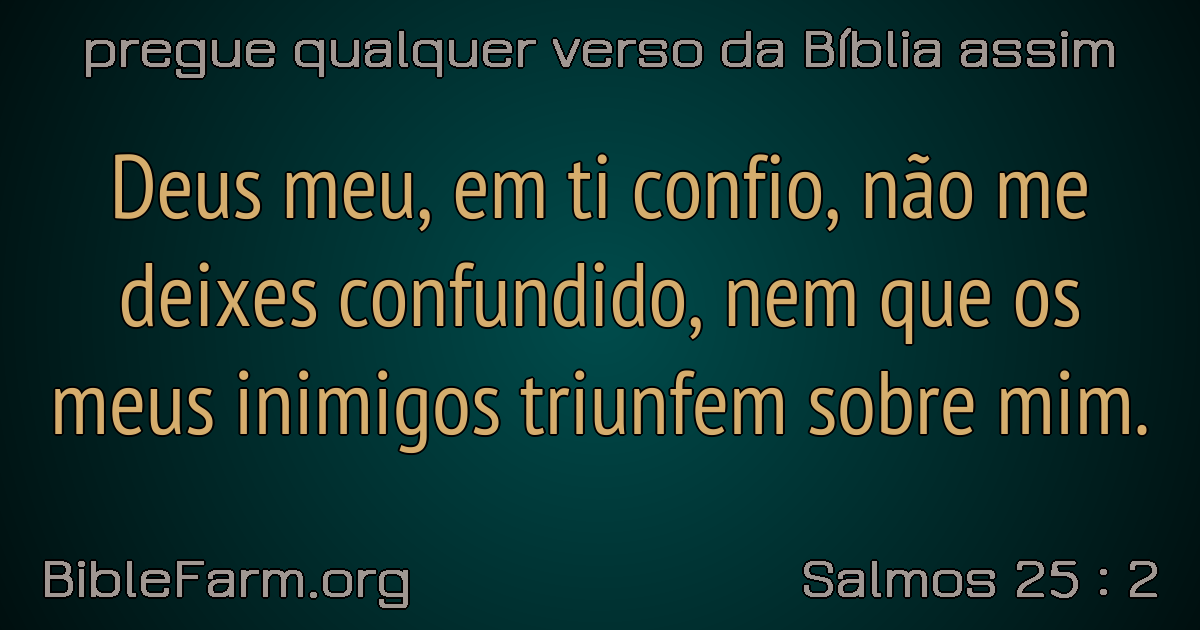 pregue qualquer verso da Bíblia assim
Deus meu, em ti confio, não me
deixes confundido, nem que os
meus inimigos triunfem sobre mim.
BibleFarm.org
Salmos 25 : 2